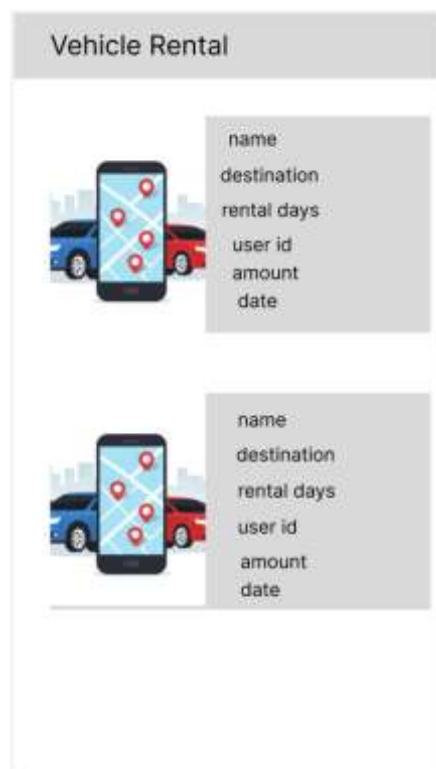 Vehicle Rental
name
destination
rental days
user id
amount
date
name
destination
rental days
user id
amount
date